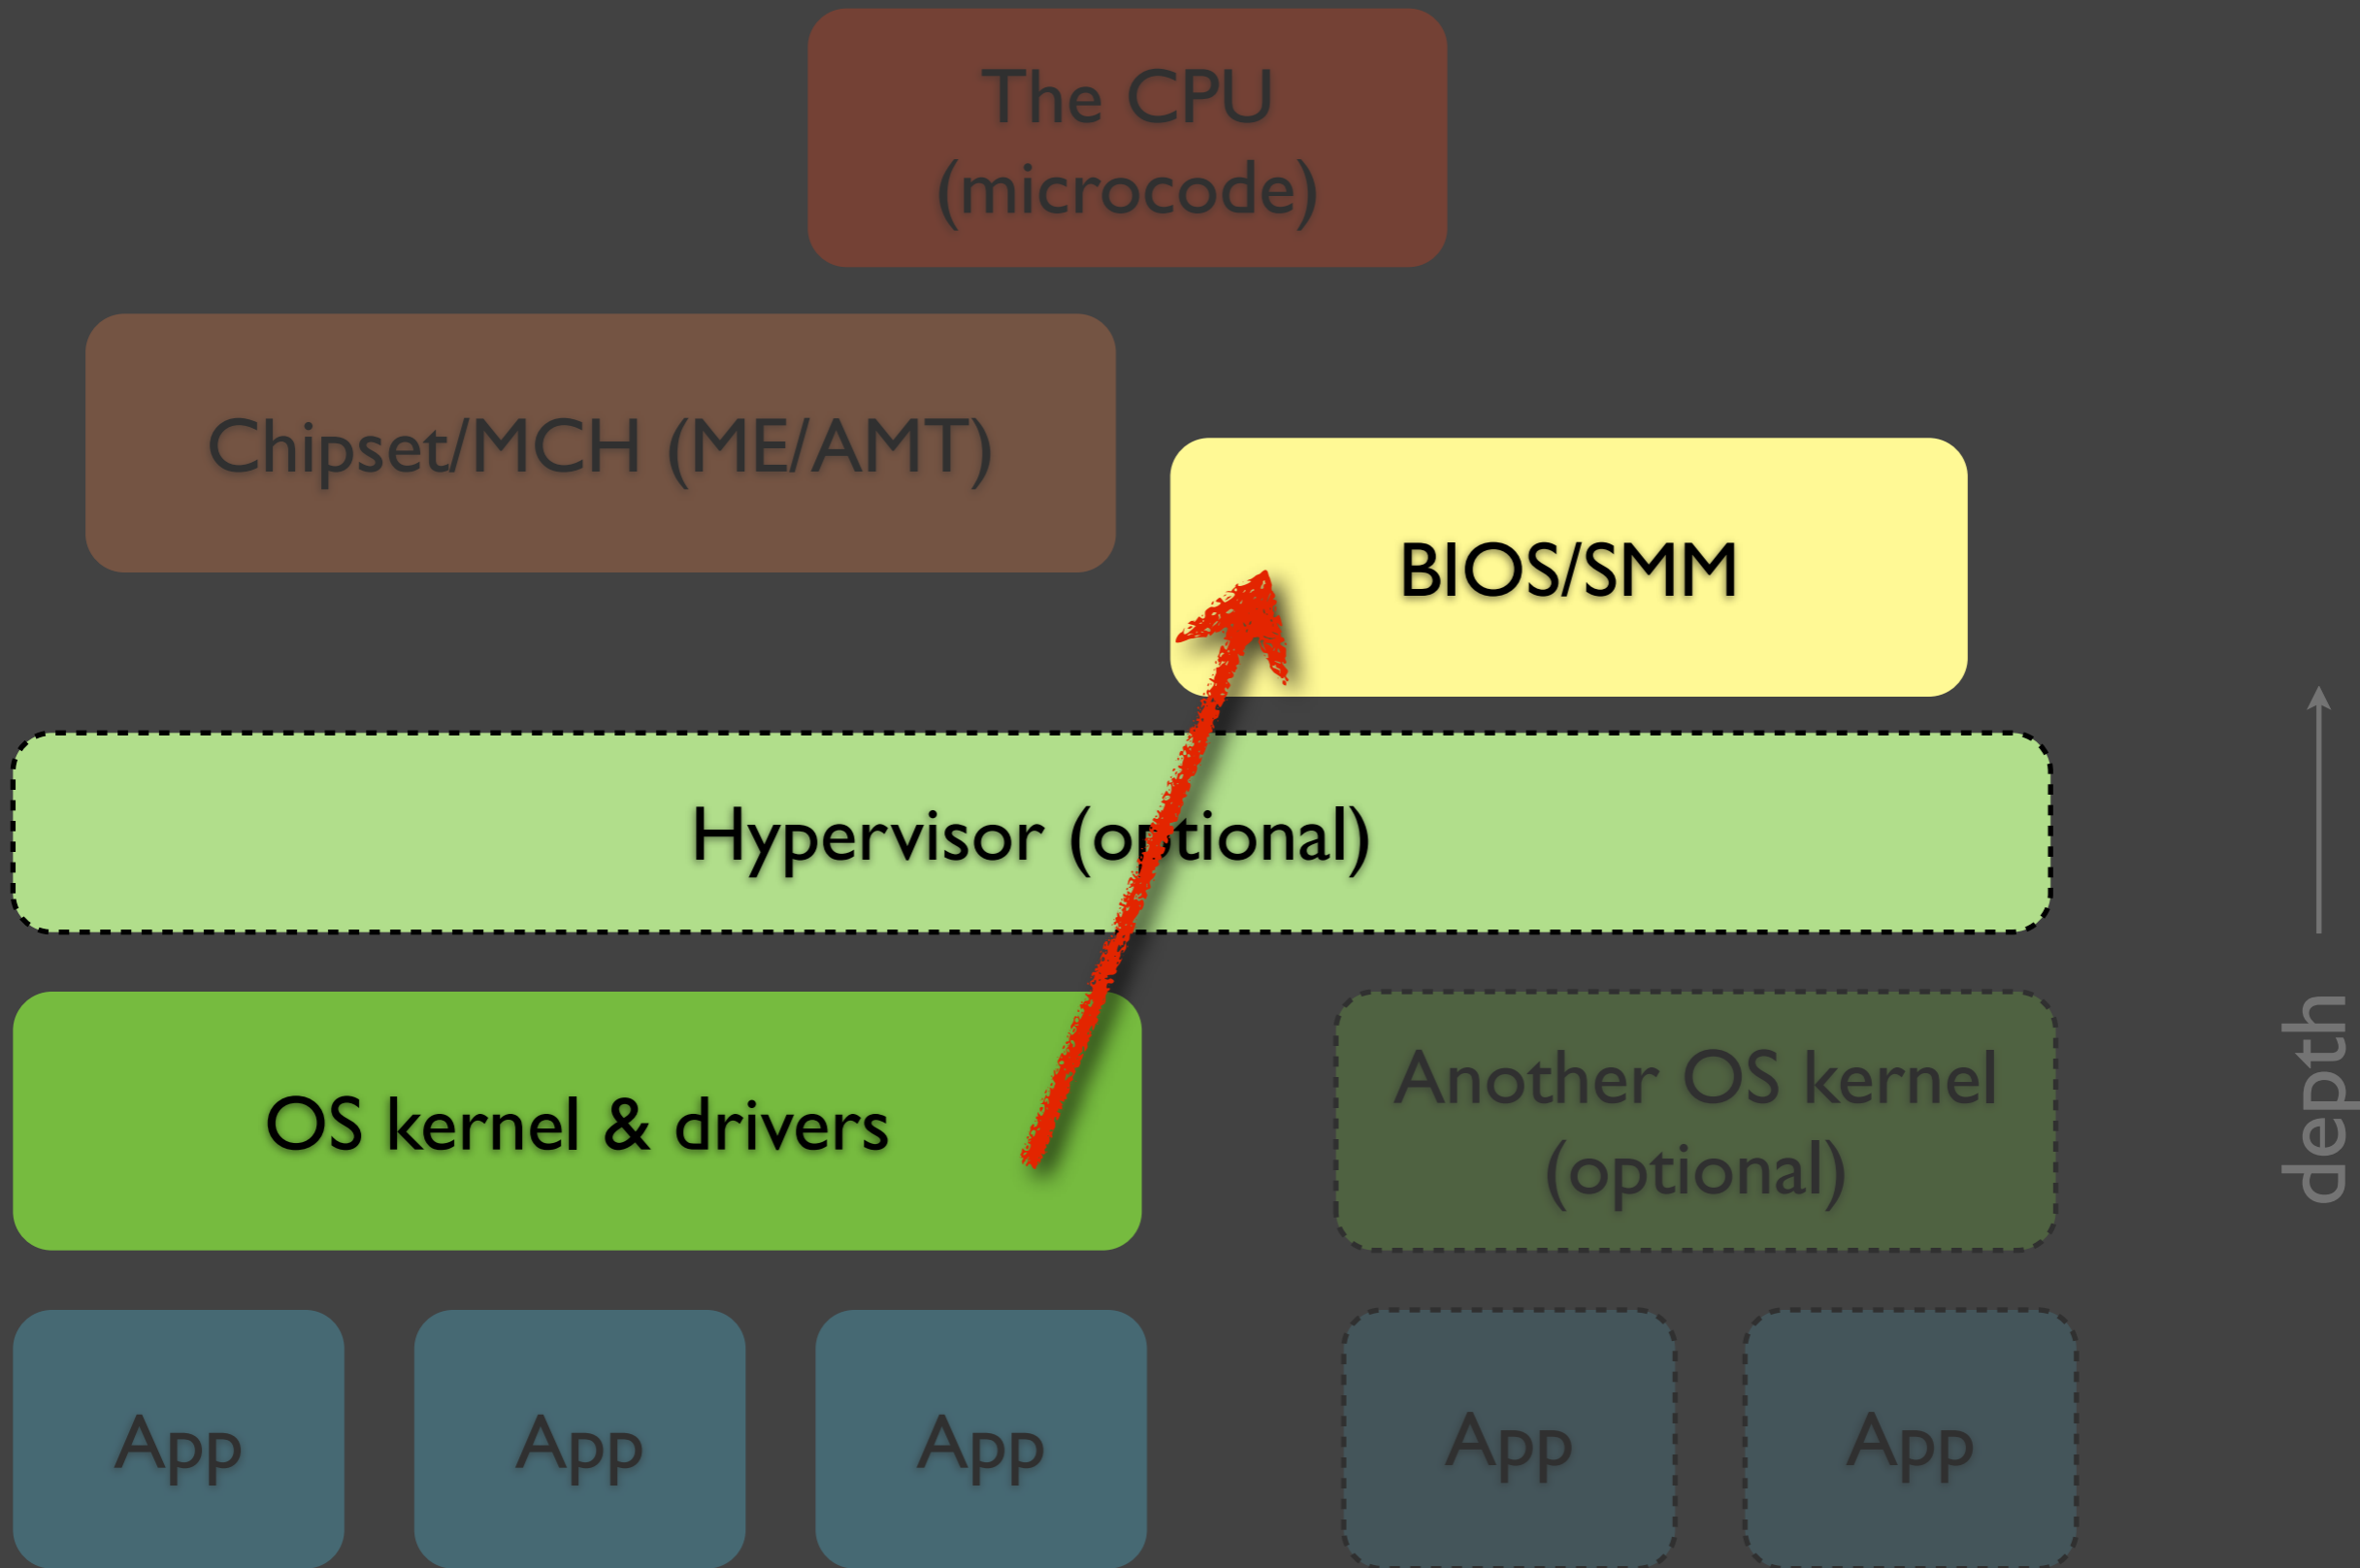 The CPU
(microcode)
Chipset/MCH (ME/AMT)
BIOS/SMM
Hypervisor (optional)
OS kernel & drivers
Another OS kernel
(optional)
depth
App
App
App
App
App